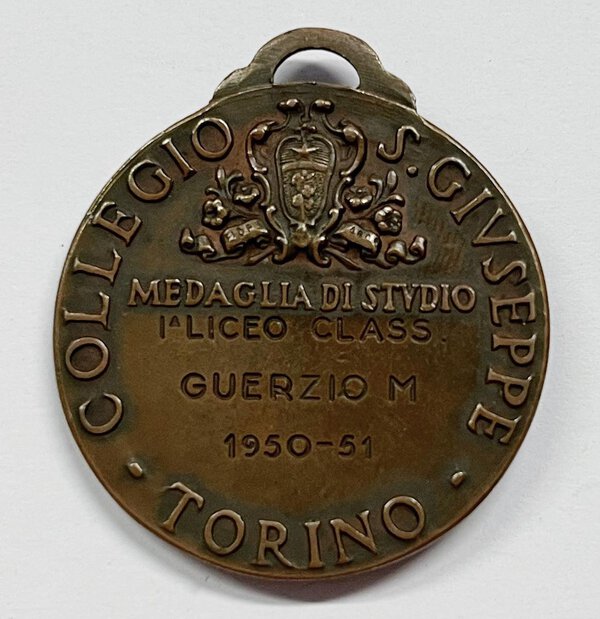 COLLEGIO S. GIVSEPPE
MEDAGLIA DI STVDIO
IA LICEO CLASS.
GUERZIO M
1950-51
· TORINO ·